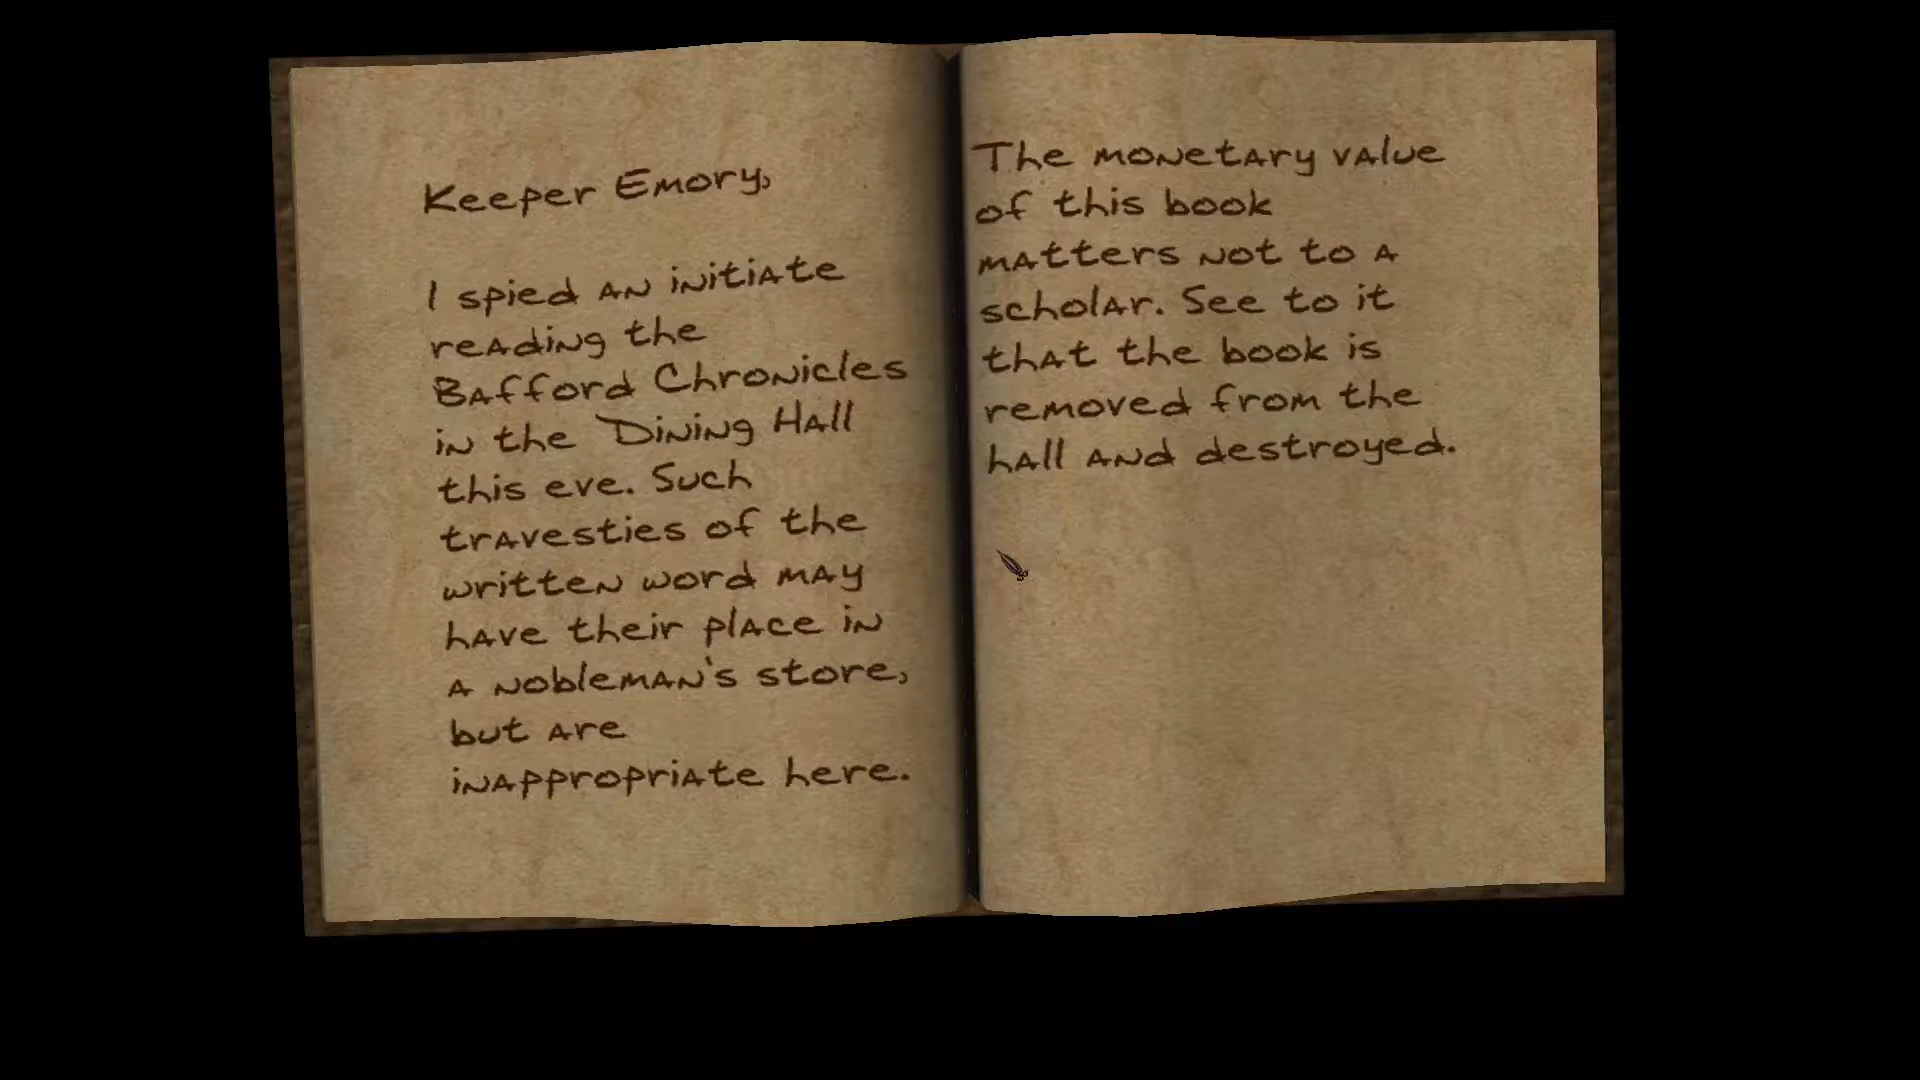 Keeper Emory,
I spied an initiate
reading the
Bafford Chronicles
in the Dining Hall
this eve. Such
travesties of the
written word may
have their place in
a nobleman's store,
but are
inappropriate here.
The monetary value
of this book
matters not to a
scholar. See to it
that the book is
removed from the
hall and destroyed.